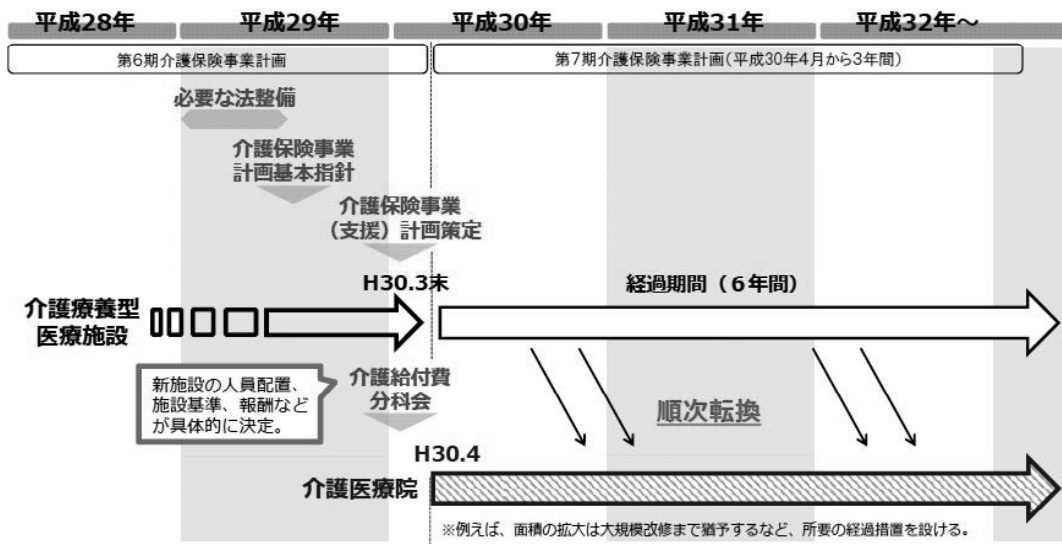 平成28年
平成29年
平成30年
平成31年
平成32年～
第6期介護保険事業計画
第7期介護保険事業計画(平成30年4月から3年間)
必要な法整備
介護保険事業
計画基本指針
介護保険事業
（支援）計画策定
H30.3末
経過期間（６年間）
介護療養型
医療施設
新施設の人員配置、
施設基準、報酬など
が具体的に決定。
介護給付費
分科会
順次転換
H30.4
介護医療院
※例えば、面積の拡大は大規模改修まで猶予するなど、所要の経過措置を設ける。